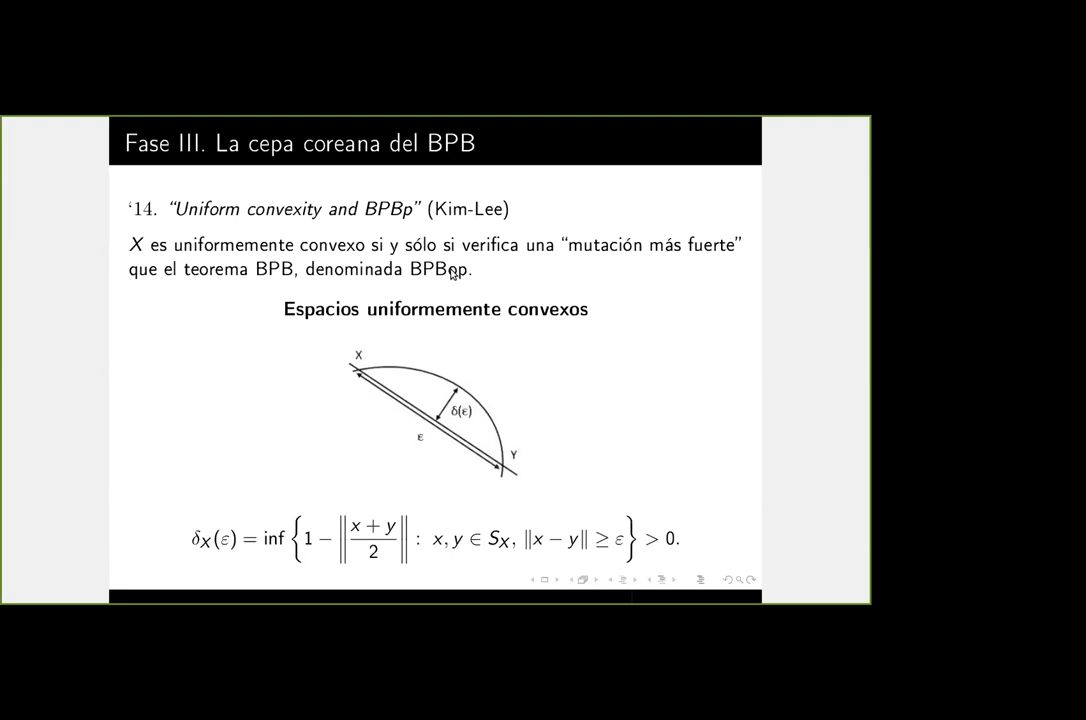 Fase III. La cepa coreana del BPB
‘14. “Uniform convexity and BPBp” (Kim-Lee)
X es uniformemente convexo si y sólo si verifica una “mutación más fuerte”
que el teorema BPB, denominada
Espacios uniformemente convexos
X
δ(ε)
ε
Y
δ_X(ε) = inf { 1 − ‖ (x + y) / 2 ‖ : x, y ∈ S_X, ‖x − y‖ ≥ ε } > 0.